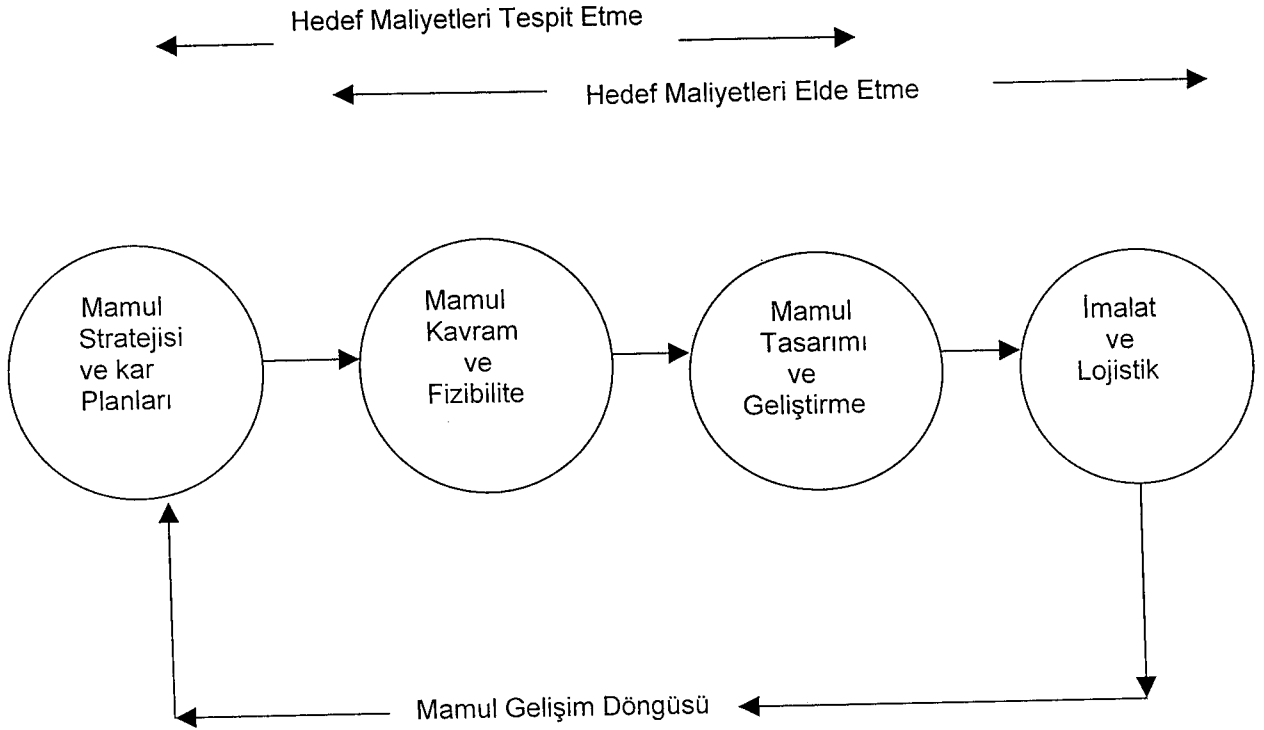 Hedef Maliyetleri Tespit Etme
Hedef Maliyetleri Elde Etme
Mamul
Stratejisi
ve kar
Planları
Mamul
Kavram
ve
Fizibilite
Mamul
Tasarımı
ve
Geliştirme
İmalat
ve
Lojistik
Mamul Gelişim Döngüsü